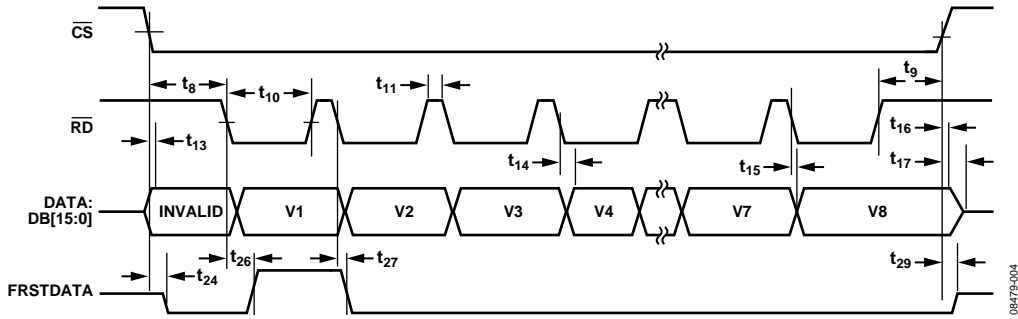 CS
t8
t10
t11
t9
RD
t13
t14
t15
t16
t17
DATA:
DB[15:0]
INVALID
V1
V2
V3
V4
V7
V8
t24
t26
t27
t29
FRSTDATA
08479-004